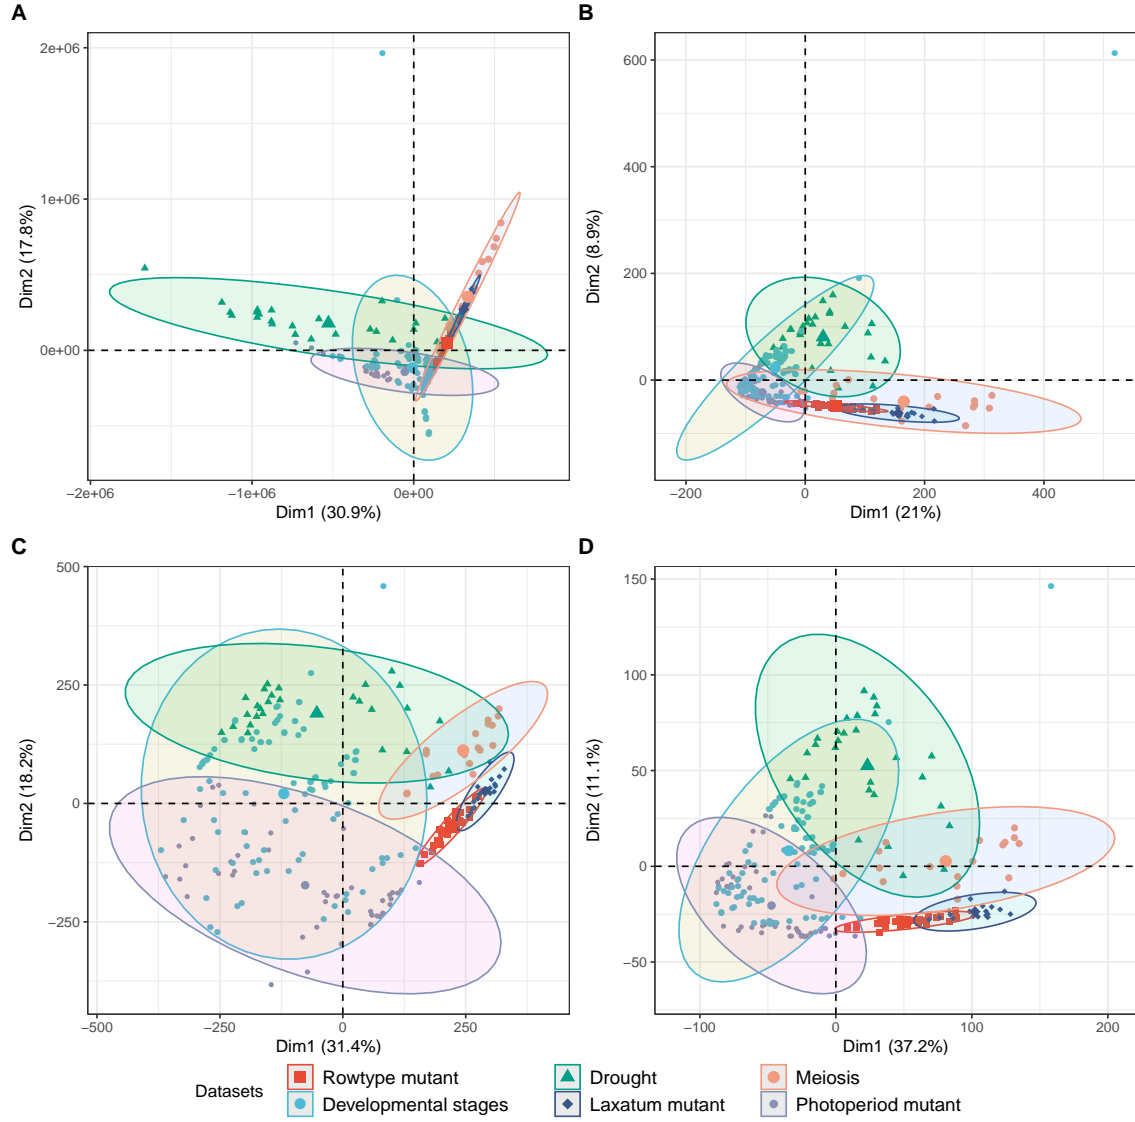 A
B
2e+06
1e+06
0e+00
Dim2 (17.8%)
−2e+06
−1e+06
0e+00
Dim1 (30.9%)
600
400
200
0
Dim2 (8.9%)
−200
0
200
400
Dim1 (21%)
C
D
500
250
0
−250
Dim2 (18.2%)
−500
−250
0
250
Dim1 (31.4%)
150
100
50
0
−50
Dim2 (11.1%)
−100
0
100
200
Dim1 (37.2%)
Datasets
Rowtype mutant
Drought
Meiosis
Developmental stages
Laxatum mutant
Photoperiod mutant